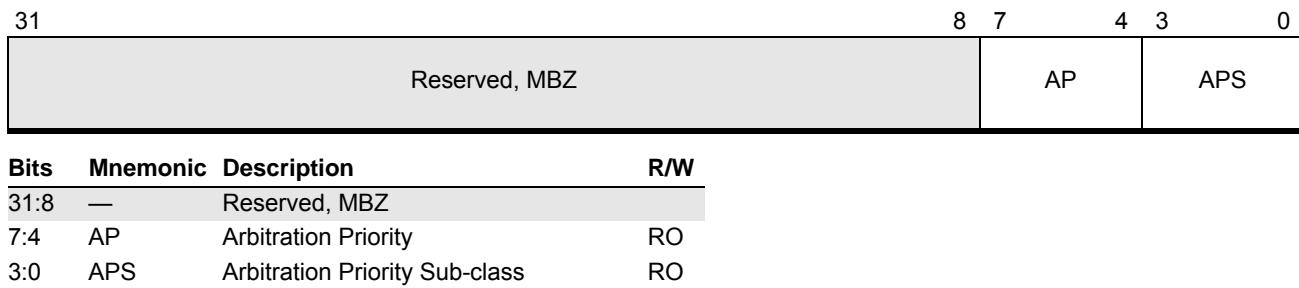 31 8 7 4 3 0
Reserved, MBZ AP APS
Bits Mnemonic Description R/W
31:8 — Reserved, MBZ
7:4 AP Arbitration Priority RO
3:0 APS Arbitration Priority Sub-class RO